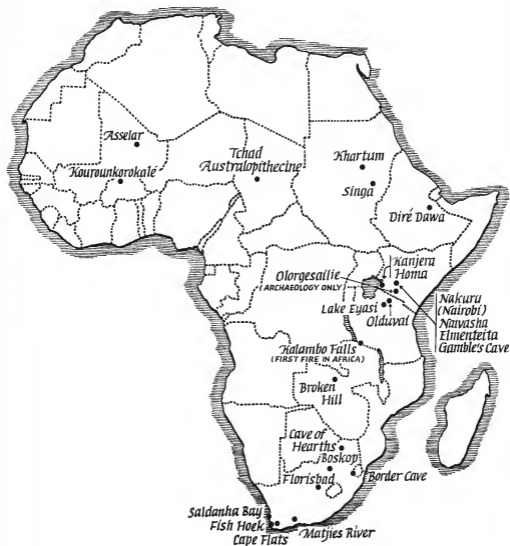 Asselar
Kourounkorokalé
Tchad
Australopithecine
Khartum
Singa
Diré Dawa
Kanjera
Homa
Olorgesailie
(ARCHAEOLOGY ONLY)
Lake Eyasi
Olduvai
Nakuru
(Nairobi)
Naivasha
Elmenteita
Gamble's Cave
Kalambo Falls
(FIRST FIRE IN AFRICA)
Broken
Hill
Cave of
Hearths
Boskop
Florisbad
Border Cave
Saldanha Bay
Fish Hoek
Cape Flats
Matjies River